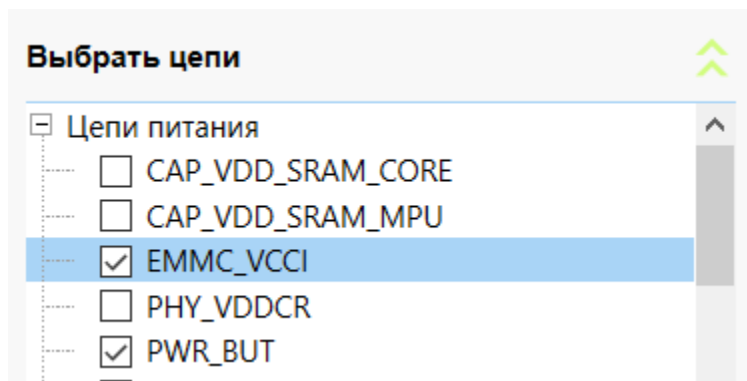 Выбрать цепи
Цепи питания
CAP_VDD_SRAM_CORE
CAP_VDD_SRAM_MPU
EMMC_VCCI
PHY_VDDCR
PWR_BUT